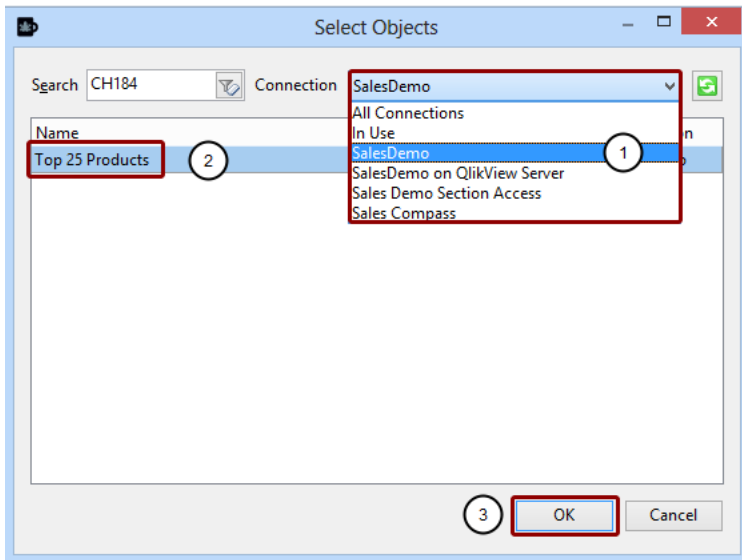 Select Objects
Search CH184 Connection SalesDemo
All Connections
Name In Use on
SalesDemo
Top 25 Products 2 1
SalesDemo on QlikView Server
Sales Demo Section Access
Sales Compass
3 OK Cancel